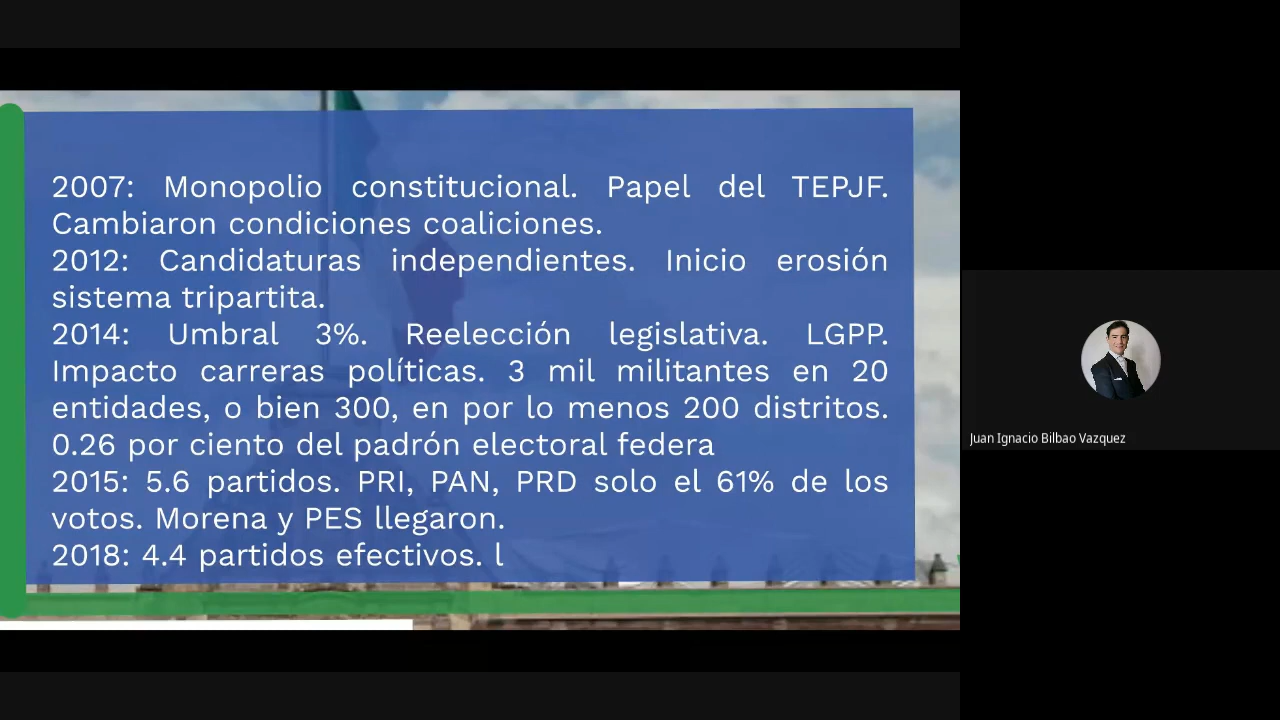 2007: Monopolio constitucional. Papel del TEPJF.
Cambiaron condiciones coaliciones.
2012: Candidaturas independientes. Inicio erosión
sistema tripartita.
2014: Umbral 3%. Reelección legislativa. LGPP.
Impacto carreras políticas. 3 mil militantes en 20
entidades, o bien 300, en por lo menos 200 distritos.
0.26 por ciento del padrón electoral federa
2015: 5.6 partidos. PRI, PAN, PRD solo el 61% de los
votos. Morena y PES llegaron.
2018: 4.4 partidos efectivos. l
Juan Ignacio Bilbao Vazquez